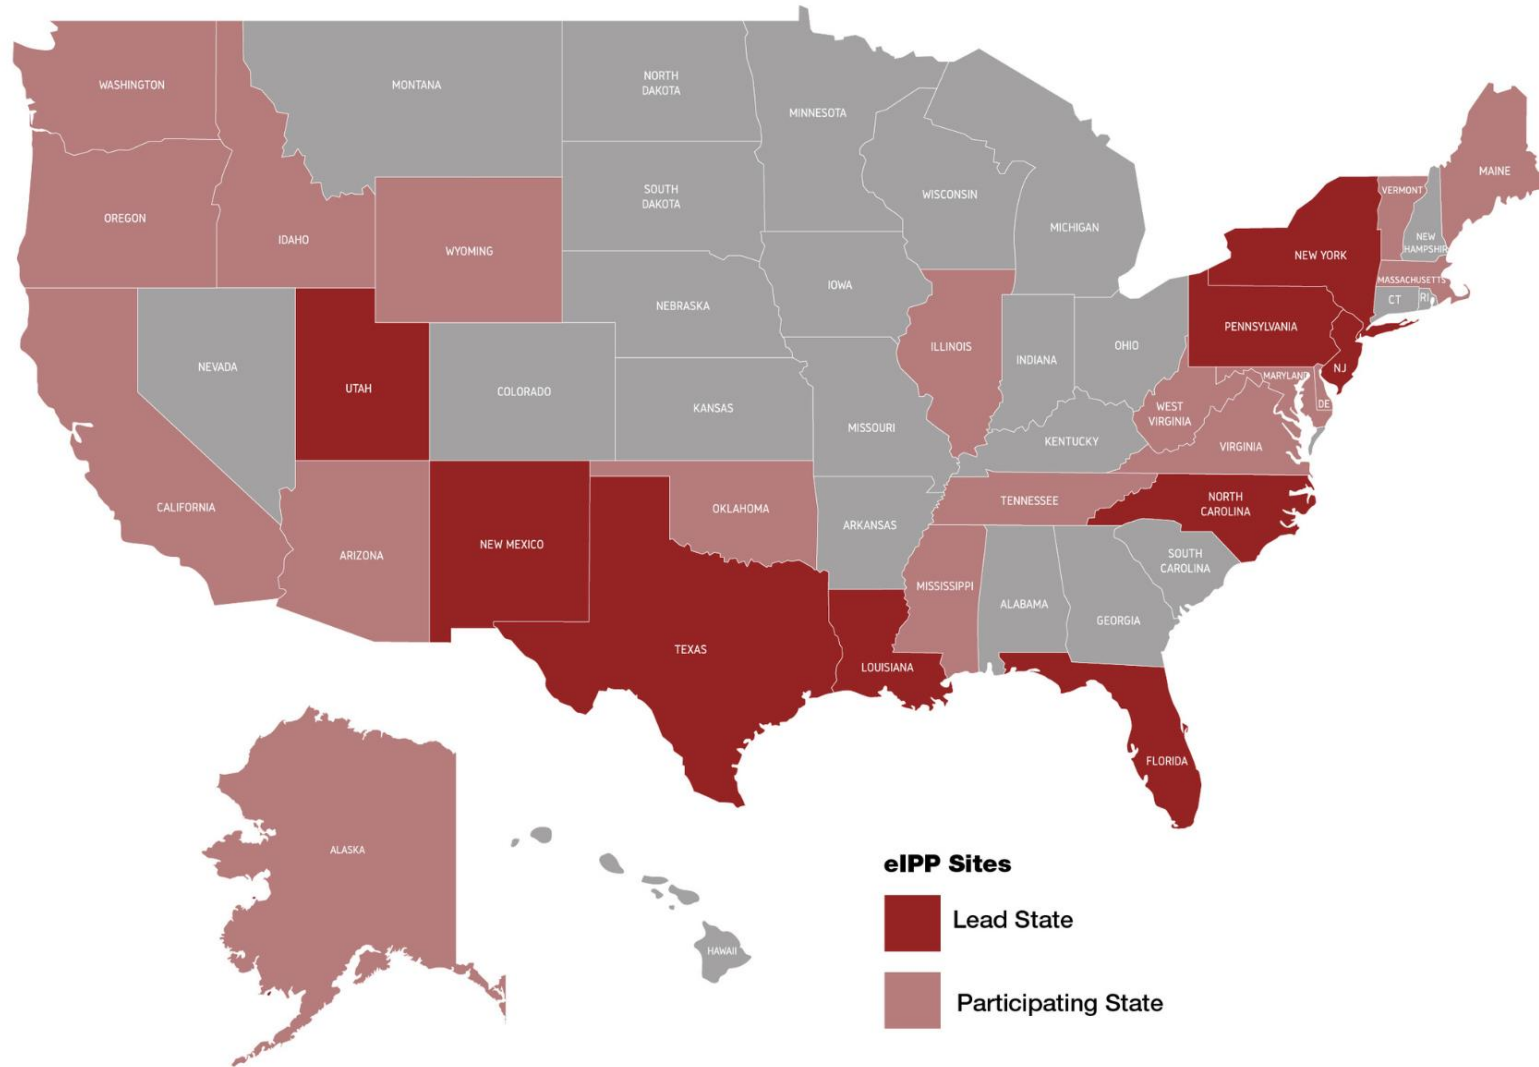 WASHINGTON
MONTANA
NORTH
DAKOTA
MINNESOTA
MAINE
VERMONT
OREGON
IDAHO
WYOMING
SOUTH
DAKOTA
WISCONSIN
MICHIGAN
NEW YORK
NEW
HAMPSHIR
MASSACHUSETTS
CT
RI
NEBRASKA
IOWA
PENNSYLVANIA
NEVADA
UTAH
COLORADO
KANSAS
MISSOURI
ILLINOIS
INDIANA
OHIO
NJ
MARYLAND
DE
WEST
VIRGINIA
KENTUCKY
VIRGINIA
CALIFORNIA
ARIZONA
NEW MEXICO
OKLAHOMA
ARKANSAS
TENNESSEE
NORTH
CAROLINA
SOUTH
CAROLINA
MISSISSIPPI
ALABAMA
GEORGIA
TEXAS
LOUISIANA
FLORIDA
ALASKA
HAWAII
eIPP Sites
Lead State
Participating State